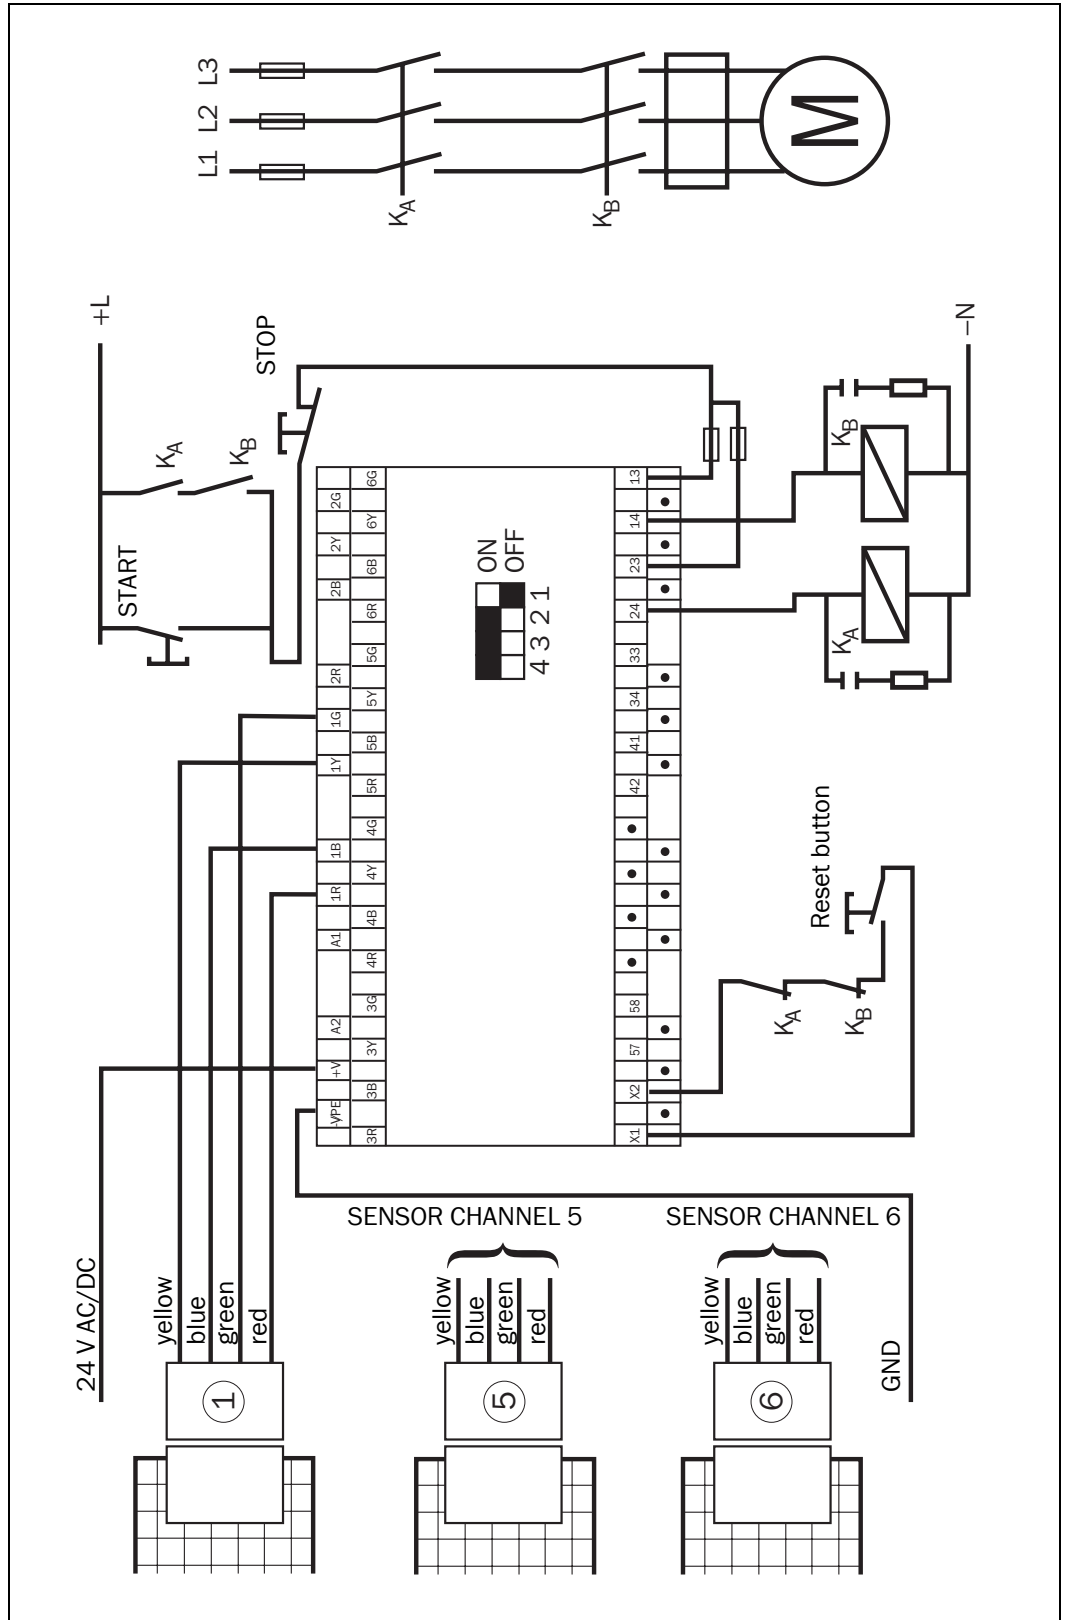 L3
L2
L1
KA
KB
M
+L
START
KA
KB
STOP
2G
2Y
2B
2R
1G
1Y
1B
1R
A1
A2
+V
-VPE
6G
6Y
6B
6R
5G
5Y
5B
5R
4G
4Y
4B
4R
3G
3Y
3B
3R
ON
OFF
4 3 2 1
13
14
23
24
33
34
41
42
58
57
X2
X1
KB
KA
–N
Reset button
KA
KB
24 V AC/DC
yellow
blue
green
red
1
SENSOR CHANNEL 5
yellow
blue
green
red
5
SENSOR CHANNEL 6
yellow
blue
green
red
6
GND